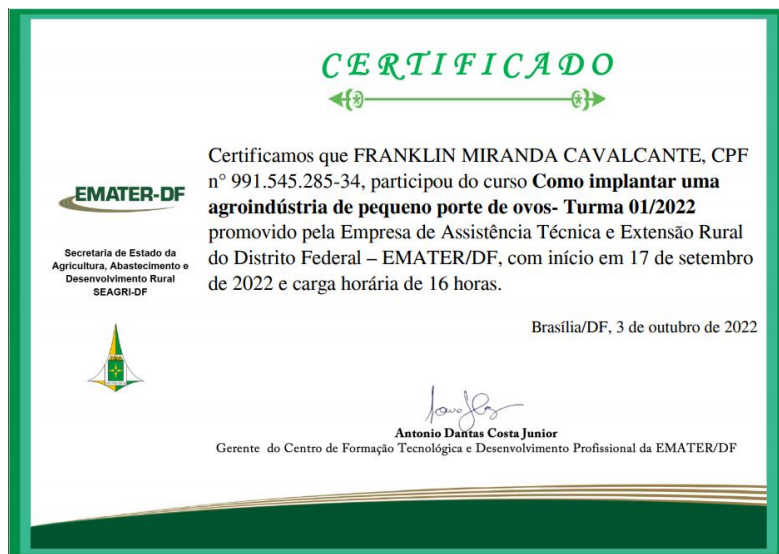 CERTIFICADO
Certificamos que FRANKLIN MIRANDA CAVALCANTE, CPF
n° 991.545.285-34, participou do curso Como implantar uma
agroindústria de pequeno porte de ovos- Turma 01/2022
promovido pela Empresa de Assistência Técnica e Extensão Rural
do Distrito Federal – EMATER/DF, com início em 17 de setembro
de 2022 e carga horária de 16 horas.
EMATER-DF
Secretaria de Estado da
Agricultura, Abastecimento e
Desenvolvimento Rural
SEAGRI-DF
Brasília/DF, 3 de outubro de 2022
Antonio Dantas Costa Junior
Gerente do Centro de Formação Tecnológica e Desenvolvimento Profissional da EMATER/DF